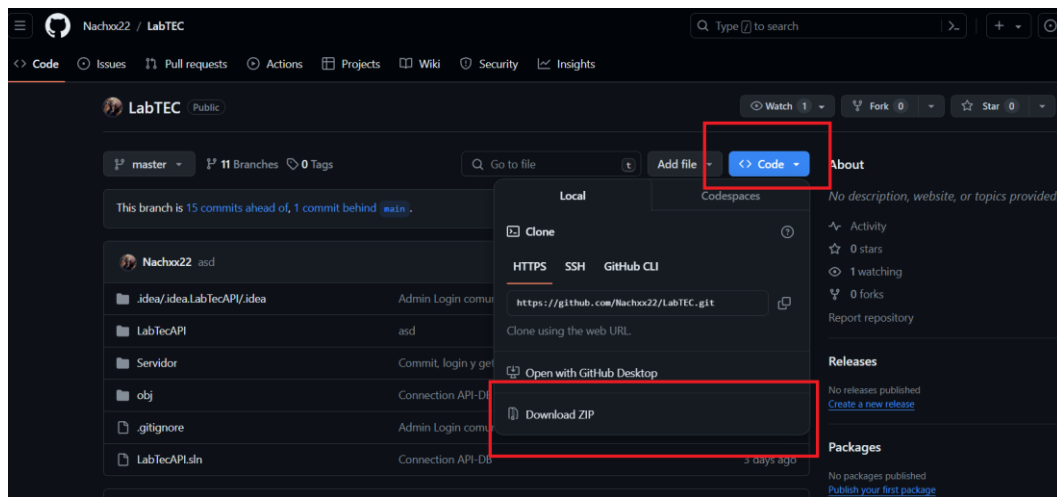 Nachxx22 / LabTEC
Type / to search
Code
Issues
Pull requests
Actions
Projects
Wiki
Security
Insights
LabTEC Public
Watch 1
Fork 0
Star 0
master
11 Branches
0 Tags
Go to file
t
Add file
Code
About
Local
Codespaces
No description, website, or topics provided
This branch is 15 commits ahead of, 1 commit behind main .
Clone
Activity
Nachxx22 asd
0 stars
HTTPS SSH GitHub CLI
1 watching
.idea/.idea.LabTecAPI/.idea
Admin Login comu
https://github.com/Nachxx22/LabTEC.git
0 forks
Report repository
LabTecAPI
asd
Clone using the web URL.
Servidor
Commit, login y get
Open with GitHub Desktop
Releases
obj
Connection API-DB
No releases published
Create a new release
Download ZIP
.gitignore
Admin Login comu
Packages
LabTecAPI.sln
Connection API-DB
3 days ago
No packages published
Publish your first package